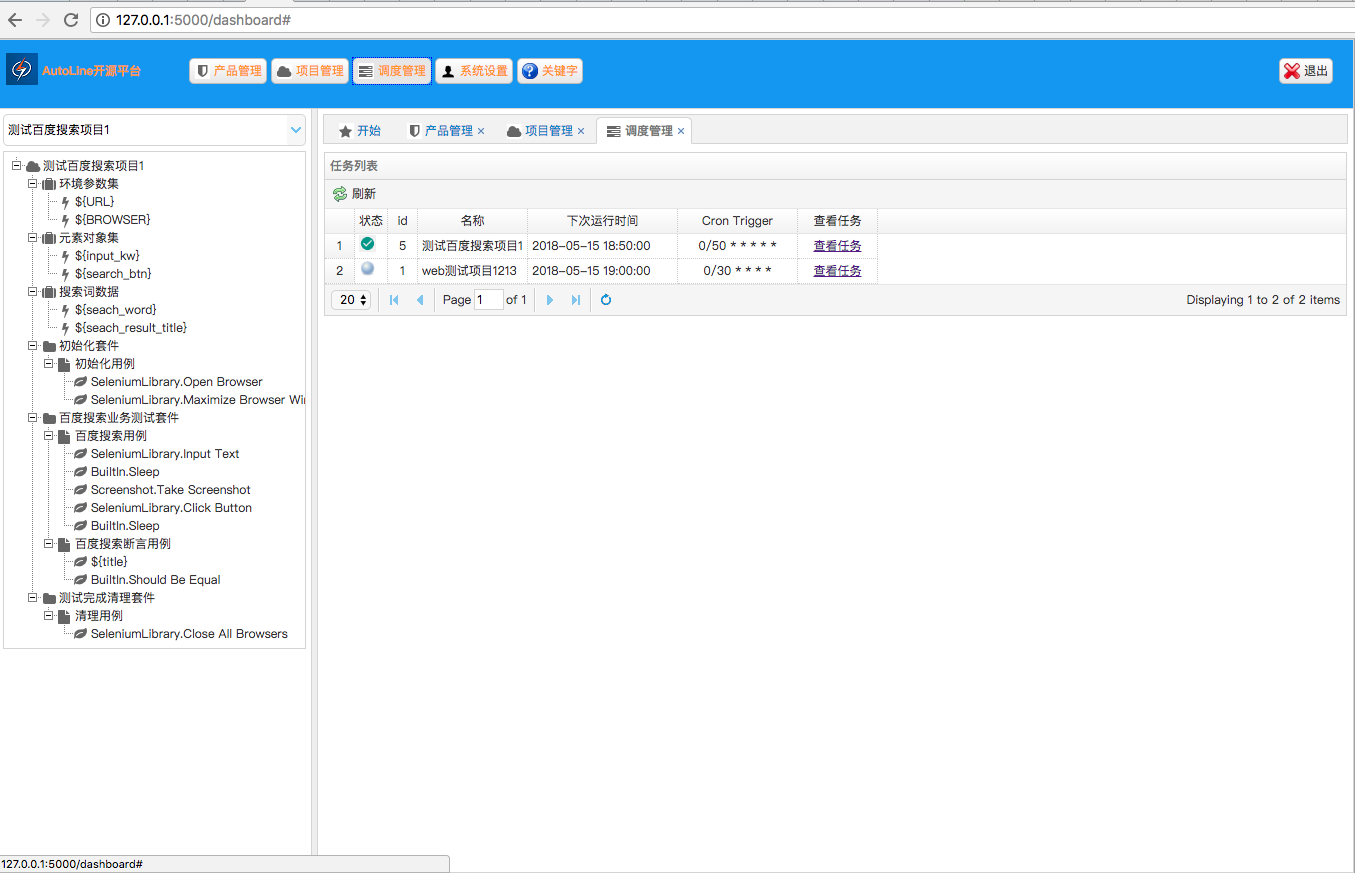 127.0.0.1:5000/dashboard#
AutoLine开源平台 产品管理 项目管理 调度管理 系统设置 关键字 退出
测试百度搜索项目1
测试百度搜索项目1
环境参数集
${URL}
${BROWSER}
元素对象集
${input_kw}
${search_btn}
搜索词数据
${seach_word}
${seach_result_title}
初始化套件
初始化用例
SeleniumLibrary.Open Browser
SeleniumLibrary.Maximize Browser Wi
百度搜索业务测试套件
百度搜索用例
SeleniumLibrary.Input Text
BuiltIn.Sleep
Screenshot.Take Screenshot
SeleniumLibrary.Click Button
BuiltIn.Sleep
百度搜索断言用例
${title}
BuiltIn.Should Be Equal
测试完成清理套件
清理用例
SeleniumLibrary.Close All Browsers
开始 产品管理 × 项目管理 × 调度管理 ×
任务列表
刷新
状态 id 名称 下次运行时间 Cron Trigger 查看任务
1 5 测试百度搜索项目1 2018-05-15 18:50:00 0/50 * * * * * 查看任务
2 1 web测试项目1213 2018-05-15 19:00:00 0/30 * * * * 查看任务
20 Page 1 of 1 Displaying 1 to 2 of 2 items
127.0.0.1:5000/dashboard#